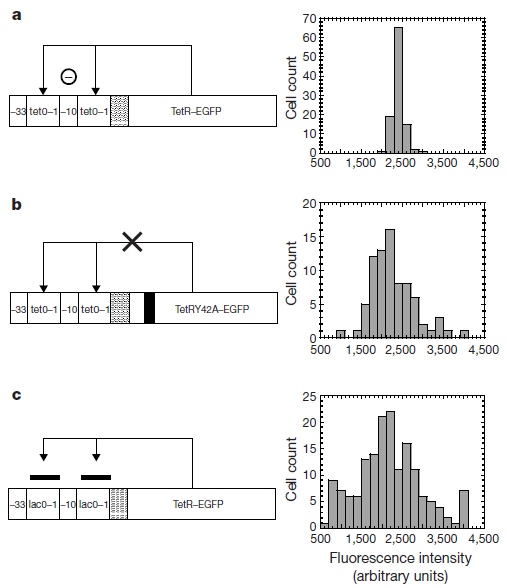 a
−33 tet0−1 −10 tet0−1 TetR−EGFP
−
Cell count
70
60
50
40
30
20
10
0
500 1,500 2,500 3,500 4,500
b
−33 tet0−1 −10 tet0−1 TetRY42A−EGFP
Cell count
20
15
10
5
0
500 1,500 2,500 3,500 4,500
c
−33 lac0−1 −10 lac0−1 TetR−EGFP
Cell count
25
20
15
10
5
0
500 1,500 2,500 3,500 4,500
Fluorescence intensity
(arbitrary units)